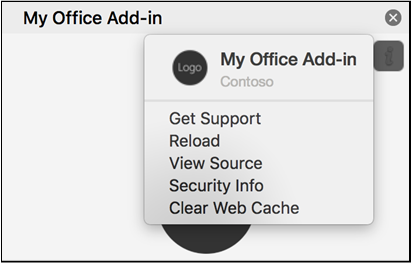 My Office Add-in
Logo
My Office Add-in
Contoso
Get Support
Reload
View Source
Security Info
Clear Web Cache